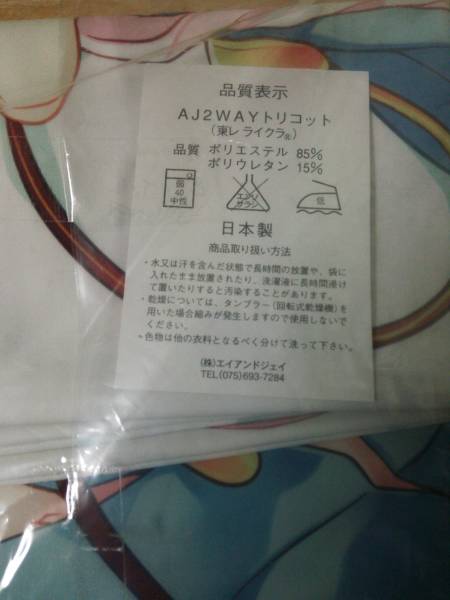 品質表示
AJ2WAYトリコット
(東レ ライクラ®)
品質 ポリエステル 85%
ポリウレタン 15%
弱
40
中性
エンソ
サラシ
低
日本製
商品取り扱い方法
・水又は汗を含んだ状態で長時間の放置や、袋に
入れたまま放置されたり、洗濯液に長時間浸け
て置いたりすると汚染することがあります。
・乾燥については、タンブラー(回転式乾燥機)を
用いた場合縮みが発生しますので使用しないで
ください。
・色物は他の衣料となるべく分けて洗って下さい。
(株)エイアンドジェイ
TEL(075)693-7284